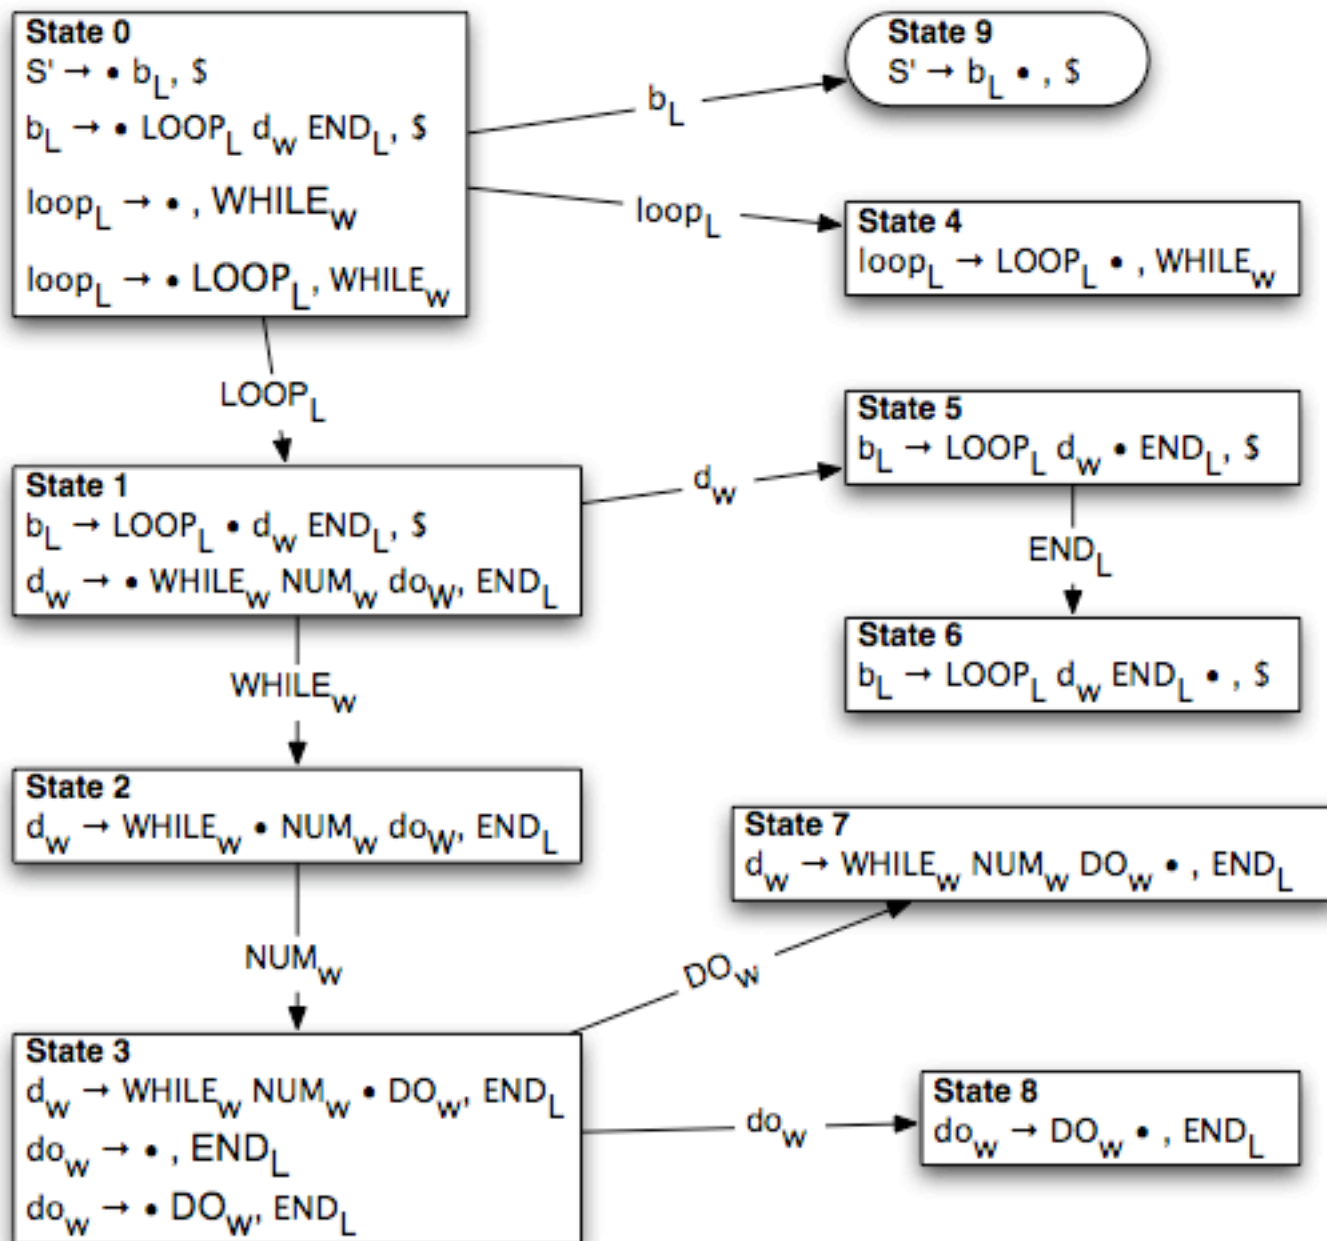 State 0
S' → • b_L, $
b_L → • LOOP_L d_w END_L, $
loop_L → • , WHILE_w
loop_L → • LOOP_L, WHILE_w
b_L
State 9
S' → b_L • , $
loop_L
State 4
loop_L → LOOP_L • , WHILE_w
LOOP_L
State 1
b_L → LOOP_L • d_w END_L, $
d_w → • WHILE_w NUM_w do_W, END_L
d_w
State 5
b_L → LOOP_L d_w • END_L, $
END_L
State 6
b_L → LOOP_L d_w END_L • , $
WHILE_w
State 2
d_w → WHILE_w • NUM_w do_W, END_L
NUM_w
State 3
d_w → WHILE_w NUM_w • DO_w, END_L
do_w → • , END_L
do_w → • DO_w, END_L
DO_w
State 7
d_w → WHILE_w NUM_w DO_w • , END_L
do_w
State 8
do_w → DO_w • , END_L